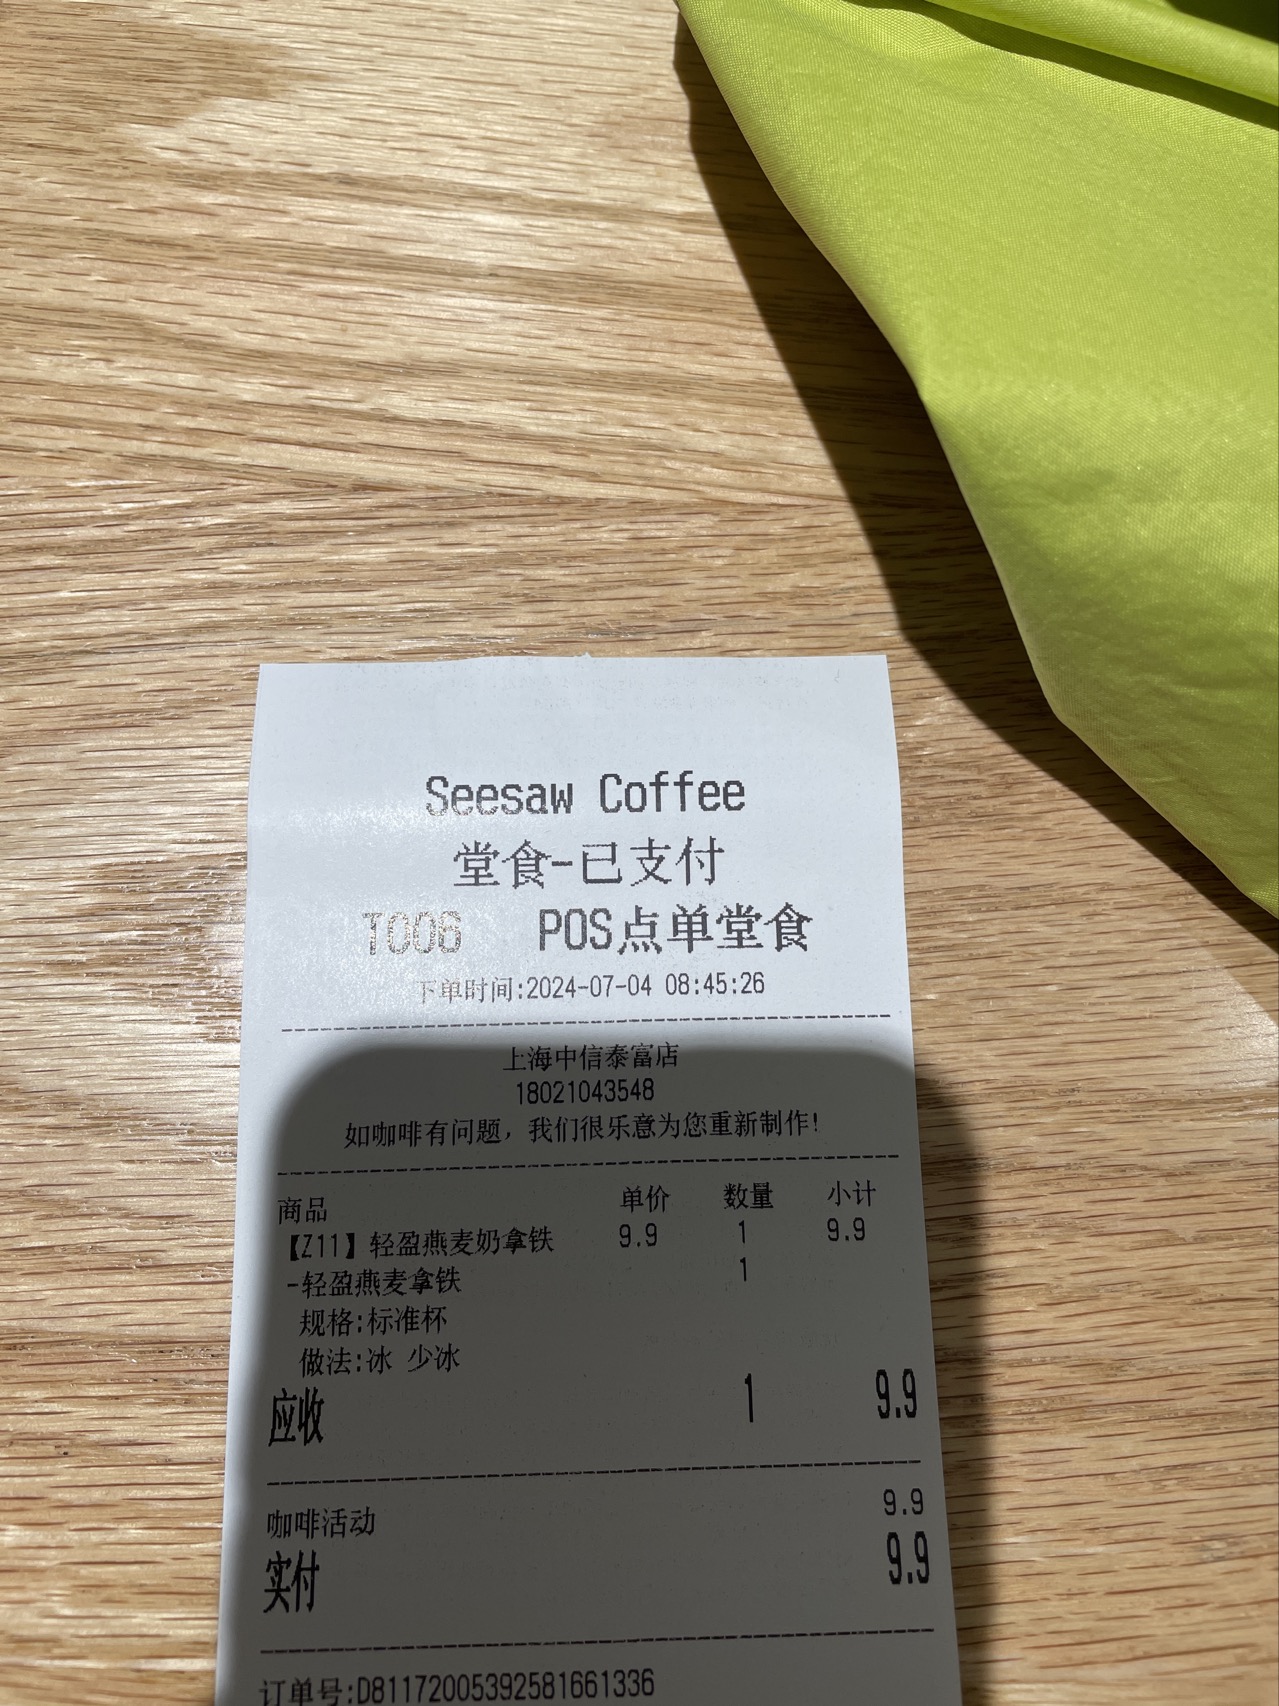 Seesaw Coffee
堂食-已支付
T006 POS点单堂食
下单时间:2024-07-04 08:45:26
上海中信泰富店
18021043548
如咖啡有问题，我们很乐意为您重新制作!
商品 单价 数量 小计
【Z11】轻盈燕麦奶拿铁 9.9 1 9.9
-轻盈燕麦拿铁 1
规格:标准杯
做法:冰 少冰
应收 1 9.9
咖啡活动 9.9
实付 9.9
订单号:D81172005392581661336